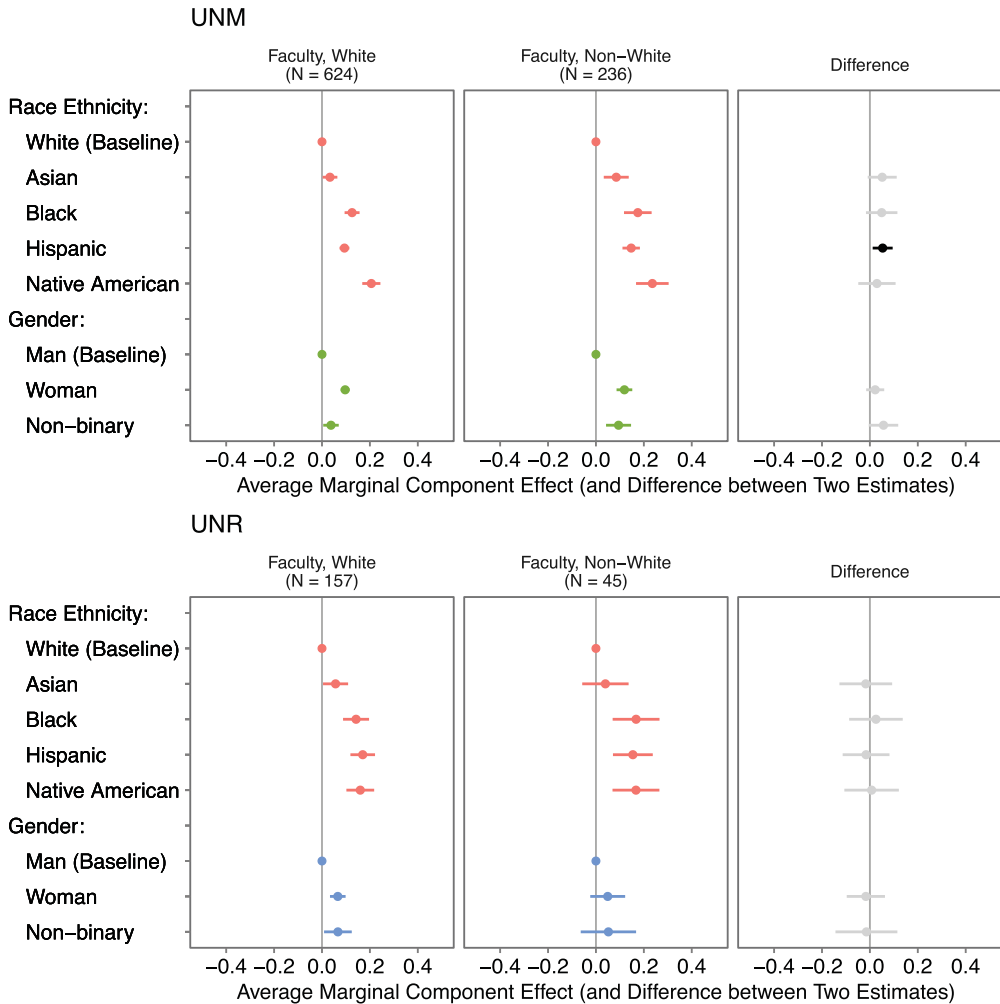 UNM
Faculty, White
(N = 624)
Faculty, Non−White
(N = 236)
Difference
Race Ethnicity:
White (Baseline)
Asian
Black
Hispanic
Native American
Gender:
Man (Baseline)
Woman
Non−binary
−0.4 −0.2 0.0 0.2 0.4 −0.4 −0.2 0.0 0.2 0.4 −0.4 −0.2 0.0 0.2 0.4
Average Marginal Component Effect (and Difference between Two Estimates)
UNR
Faculty, White
(N = 157)
Faculty, Non−White
(N = 45)
Difference
Race Ethnicity:
White (Baseline)
Asian
Black
Hispanic
Native American
Gender:
Man (Baseline)
Woman
Non−binary
−0.4 −0.2 0.0 0.2 0.4 −0.4 −0.2 0.0 0.2 0.4 −0.4 −0.2 0.0 0.2 0.4
Average Marginal Component Effect (and Difference between Two Estimates)